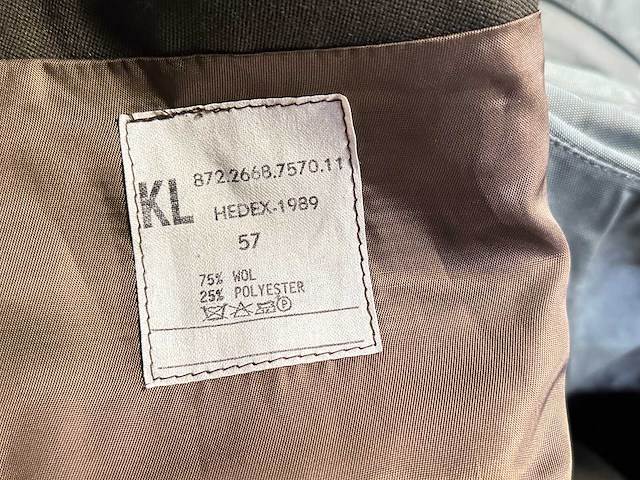 872.2668.7570.11
KL
HEDEX-1989
57
75% WOL
25% POLYESTER
P